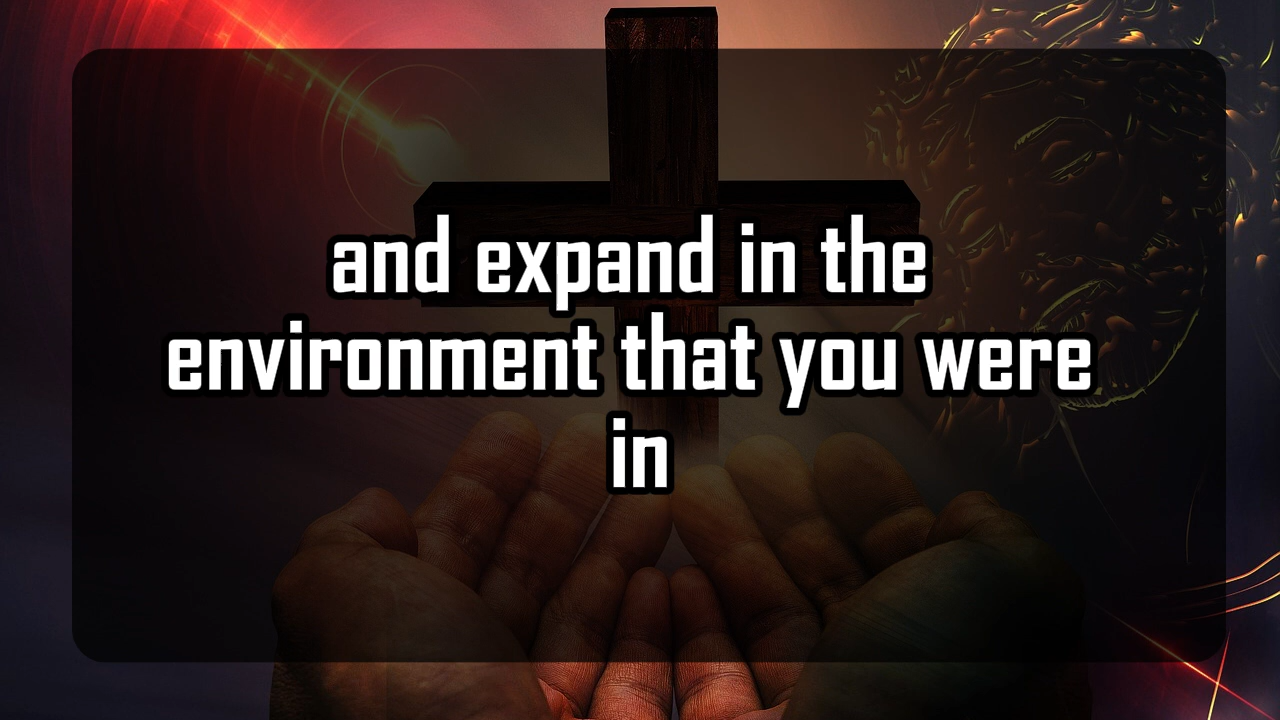 and expand in the
environment that you were
in